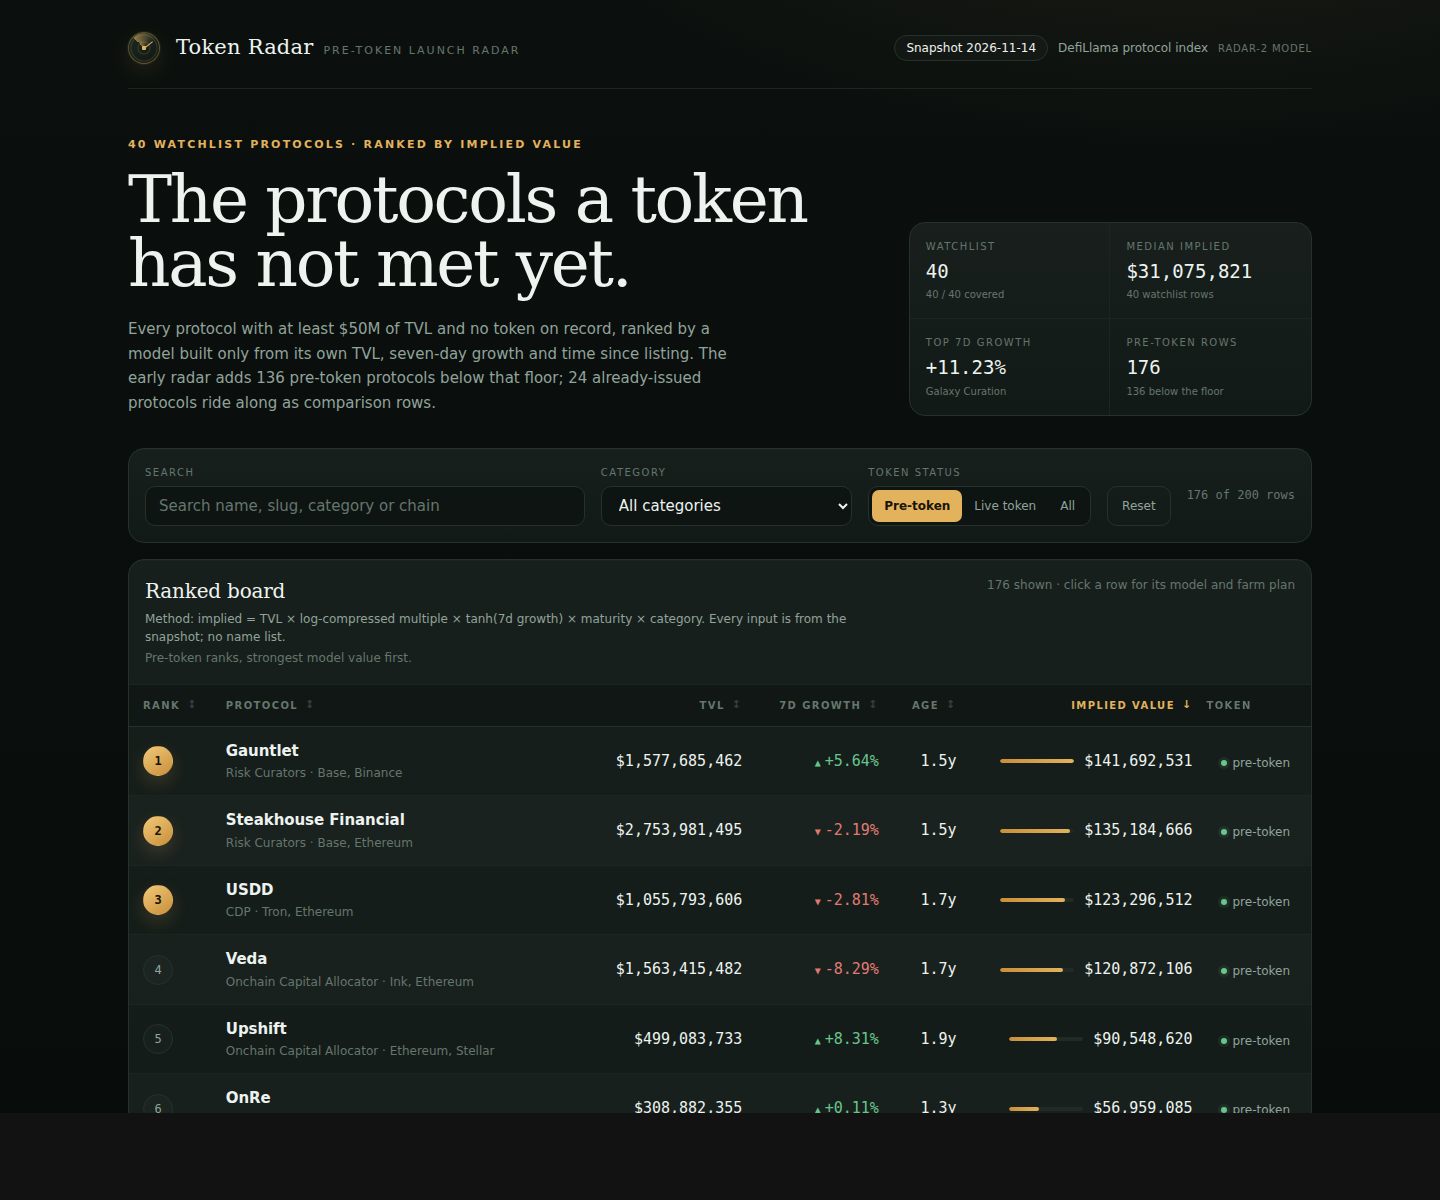 Token Radar PRE-TOKEN LAUNCH RADAR
Snapshot 2026-11-14 DefiLlama protocol index RADAR-2 MODEL
40 WATCHLIST PROTOCOLS · RANKED BY IMPLIED VALUE
The protocols a token
has not met yet.
Every protocol with at least $50M of TVL and no token on record, ranked by a
model built only from its own TVL, seven-day growth and time since listing. The
early radar adds 136 pre-token protocols below that floor; 24 already-issued
protocols ride along as comparison rows.
WATCHLIST
40
40 / 40 covered
MEDIAN IMPLIED
$31,075,821
40 watchlist rows
TOP 7D GROWTH
+11.23%
Galaxy Curation
PRE-TOKEN ROWS
176
136 below the floor
SEARCH
Search name, slug, category or chain
CATEGORY
All categories
TOKEN STATUS
Pre-token Live token All
Reset
176 of 200 rows
Ranked board
176 shown · click a row for its model and farm plan
Method: implied = TVL × log-compressed multiple × tanh(7d growth) × maturity × category. Every input is from the
snapshot; no name list.
Pre-token ranks, strongest model value first.
RANK ↕ PROTOCOL ↕ TVL ↕ 7D GROWTH ↕ AGE ↕ IMPLIED VALUE ↓ TOKEN
1 Gauntlet $1,577,685,462 ▲ +5.64% 1.5y $141,692,531 pre-token
Risk Curators · Base, Binance
2 Steakhouse Financial $2,753,981,495 ▼ -2.19% 1.5y $135,184,666 pre-token
Risk Curators · Base, Ethereum
3 USDD $1,055,793,606 ▼ -2.81% 1.7y $123,296,512 pre-token
CDP · Tron, Ethereum
4 Veda $1,563,415,482 ▼ -8.29% 1.7y $120,872,106 pre-token
Onchain Capital Allocator · Ink, Ethereum
5 Upshift $499,083,733 ▲ +8.31% 1.9y $90,548,620 pre-token
Onchain Capital Allocator · Ethereum, Stellar
6 OnRe $308,882,355 ▲ +0.11% 1.3y $56,959,085 pre-token